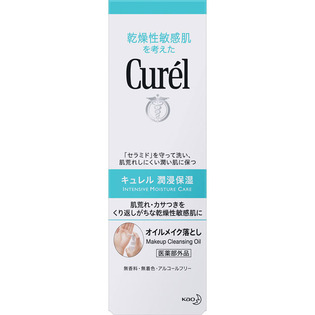 乾燥性敏感肌
を考えた
Curél
「セラミド」を守って洗い、
肌荒れしにくい潤い肌に保つ
キュレル 潤浸保湿
INTENSIVE MOISTURE CARE
肌荒れ・カサつきを
くり返しがちな乾燥性敏感肌に
オイルメイク落とし
Makeup Cleansing Oil
医薬部外品
無香料・無着色・アルコールフリー
Kao